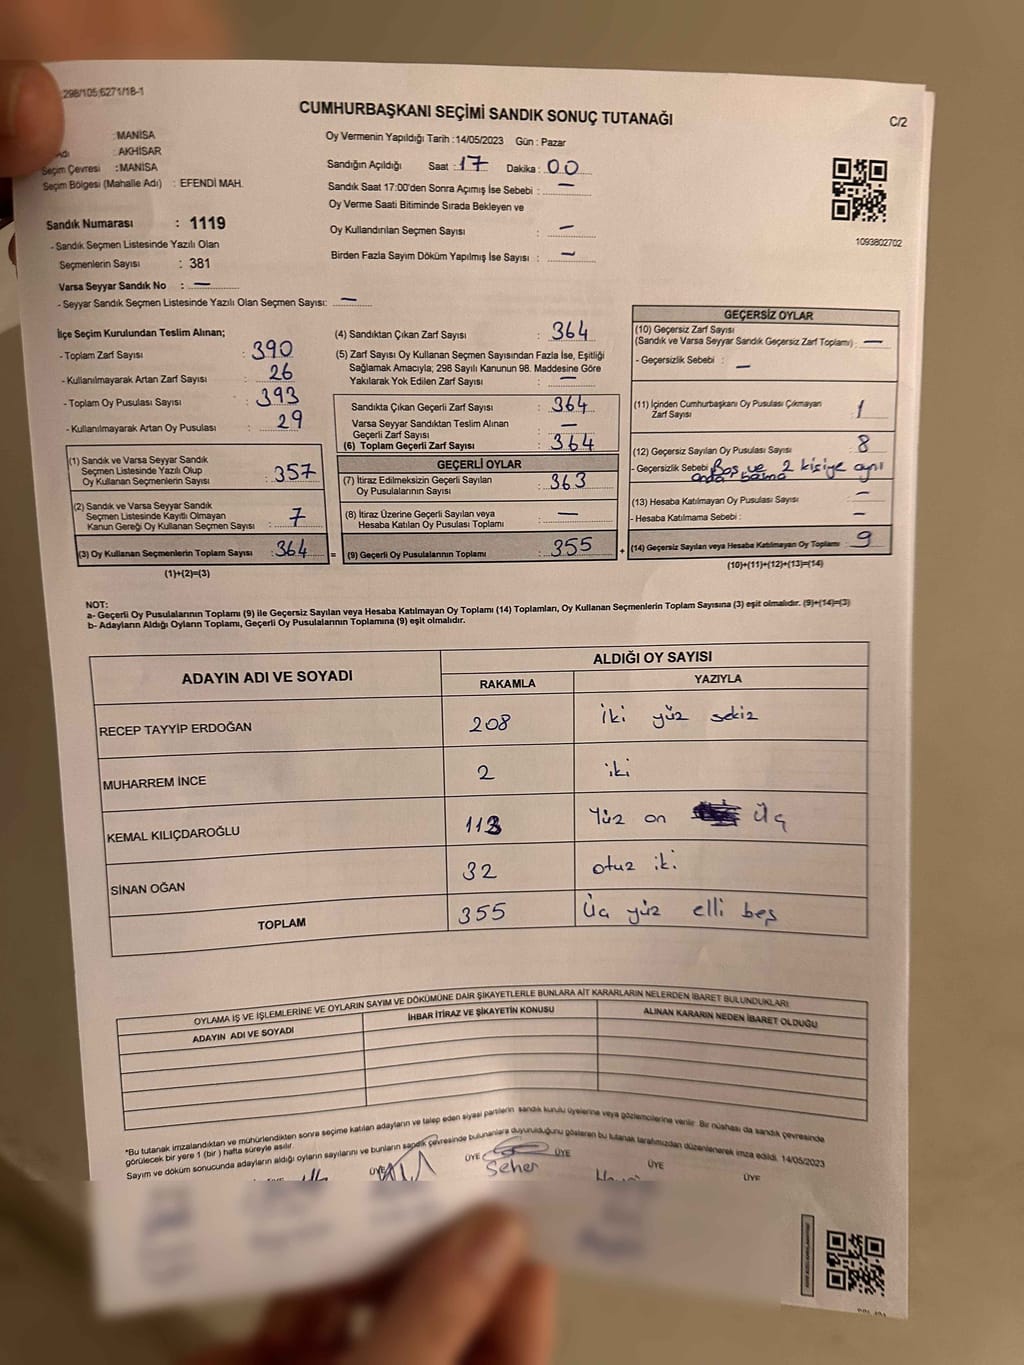 298/105;6271/18-1
CUMHURBAŞKANI SEÇİMİ SANDIK SONUÇ TUTANAĞI
C/2
: MANİSA
: AKHİSAR
Seçim Çevresi : MANİSA
Seçim Bölgesi (Mahalle Adı) : EFENDİ MAH.
Oy Vermenin Yapıldığı Tarih : 14/05/2023 Gün : Pazar
Sandığın Açıldığı Saat : 17 Dakika : 00
Sandık Saat 17:00'den Sonra Açımış İse Sebebi : —
Oy Verme Saati Bitiminde Sırada Bekleyen ve
Oy Kullandırılan Seçmen Sayısı : —
Birden Fazla Sayım Döküm Yapılmış İse Sayısı : —
1093802702
Sandık Numarası : 1119
- Sandık Seçmen Listesinde Yazılı Olan
Seçmenlerin Sayısı : 381
Varsa Seyyar Sandık No : —
- Seyyar Sandık Seçmen Listesinde Yazılı Olan Seçmen Sayısı: —
İlçe Seçim Kurulundan Teslim Alınan;
- Toplam Zarf Sayısı : 390
- Kullanılmayarak Artan Zarf Sayısı : 26
- Toplam Oy Pusulası Sayısı : 393
- Kullanılmayarak Artan Oy Pusulası : 29
(1) Sandık ve Varsa Seyyar Sandık
Seçmen Listesinde Yazılı Olup
Oy Kullanan Seçmenlerin Sayısı : 357
(2) Sandık ve Varsa Seyyar Sandık
Seçmen Listesinde Kayıtlı Olmayan
Kanun Gereği Oy Kullanan Seçmen Sayısı : 7
(3) Oy Kullanan Seçmenlerin Toplam Sayısı : 364 =
(1)+(2)=(3)
(4) Sandıktan Çıkan Zarf Sayısı : 364
(5) Zarf Sayısı Oy Kullanan Seçmen Sayısından Fazla İse, Eşitliği
Sağlamak Amacıyla; 298 Sayılı Kanunun 98. Maddesine Göre
Yakılarak Yok Edilen Zarf Sayısı : —
Sandıkta Çıkan Geçerli Zarf Sayısı : 364
Varsa Seyyar Sandıktan Teslim Alınan
Geçerli Zarf Sayısı : —
(6) Toplam Geçerli Zarf Sayısı : 364
GEÇERLİ OYLAR
(7) İtiraz Edilmeksizin Geçerli Sayılan
Oy Pusulalarının Sayısı : 363
(8) İtiraz Üzerine Geçerli Sayılan veya
Hesaba Katılan Oy Pusulası Toplamı : —
(9) Geçerli Oy Pusulalarının Toplamı : 355 +
GEÇERSİZ OYLAR
(10) Geçersiz Zarf Sayısı
(Sandık ve Varsa Seyyar Sandık Geçersiz Zarf Toplamı) : —
- Geçersizlik Sebebi : —
(11) İçinden Cumhurbaşkanı Oy Pusulası Çıkmayan
Zarf Sayısı : 1
(12) Geçersiz Sayılan Oy Pusulası Sayısı : 8
- Geçersizlik Sebebi : Boş ve 2 kişiye aynı
anda basma
(13) Hesaba Katılmayan Oy Pusulası Sayısı : —
- Hesaba Katılmama Sebebi : —
(14) Geçersiz Sayılan veya Hesaba Katılmayan Oy Toplamı : 9
(10)+(11)+(12)+(13)=(14)
NOT:
a- Geçerli Oy Pusulalarının Toplamı (9) ile Geçersiz Sayılan veya Hesaba Katılmayan Oy Toplamı (14) Toplamları, Oy Kullanan Seçmenlerin Toplam Sayısına (3) eşit olmalıdır. (9)+(14)=(3)
b- Adayların Aldığı Oyların Toplamı, Geçerli Oy Pusulalarının Toplamına (9) eşit olmalıdır.
ADAYIN ADI VE SOYADI ALDIĞI OY SAYISI
RAKAMLA YAZIYLA
RECEP TAYYİP ERDOĞAN 208 iki yüz sekiz
MUHARREM İNCE 2 iki
KEMAL KILIÇDAROĞLU 113 Yüz on Üç
SİNAN OĞAN 32 otuz iki
TOPLAM 355 Üç yüz elli beş
OYLAMA İŞ VE İŞLEMLERİNE VE OYLARIN SAYIM VE DÖKÜMÜNE DAİR ŞİKAYETLERLE BUNLARA AİT KARARLARIN NELERDEN İBARET BULUNDUKLARI
ADAYIN ADI VE SOYADI İHBAR İTİRAZ VE ŞİKAYETİN KONUSU ALINAN KARARIN NEDEN İBARET OLDUĞU
*Bu tutanak imzalandıktan ve mühürlendikten sonra seçime katılan adayların ve talep eden siyasi partilerin sandık kurulu üyelerine veya gözlemcilerine verilir. Bir nüshası da sandık çevresinde
görülecek bir yere 1 (bir) hafta süreyle asılır.
Sayım ve döküm sonucunda adayların aldığı oyların sayılarını ve bunların sandık çevresinde bulunanlara duyurulduğunu gösteren bu tutanak tarafımızdan düzenlenerek imza edildi. 14/05/2023
ÜYE ÜYE ÜYE ÜYE ÜYE
Seher